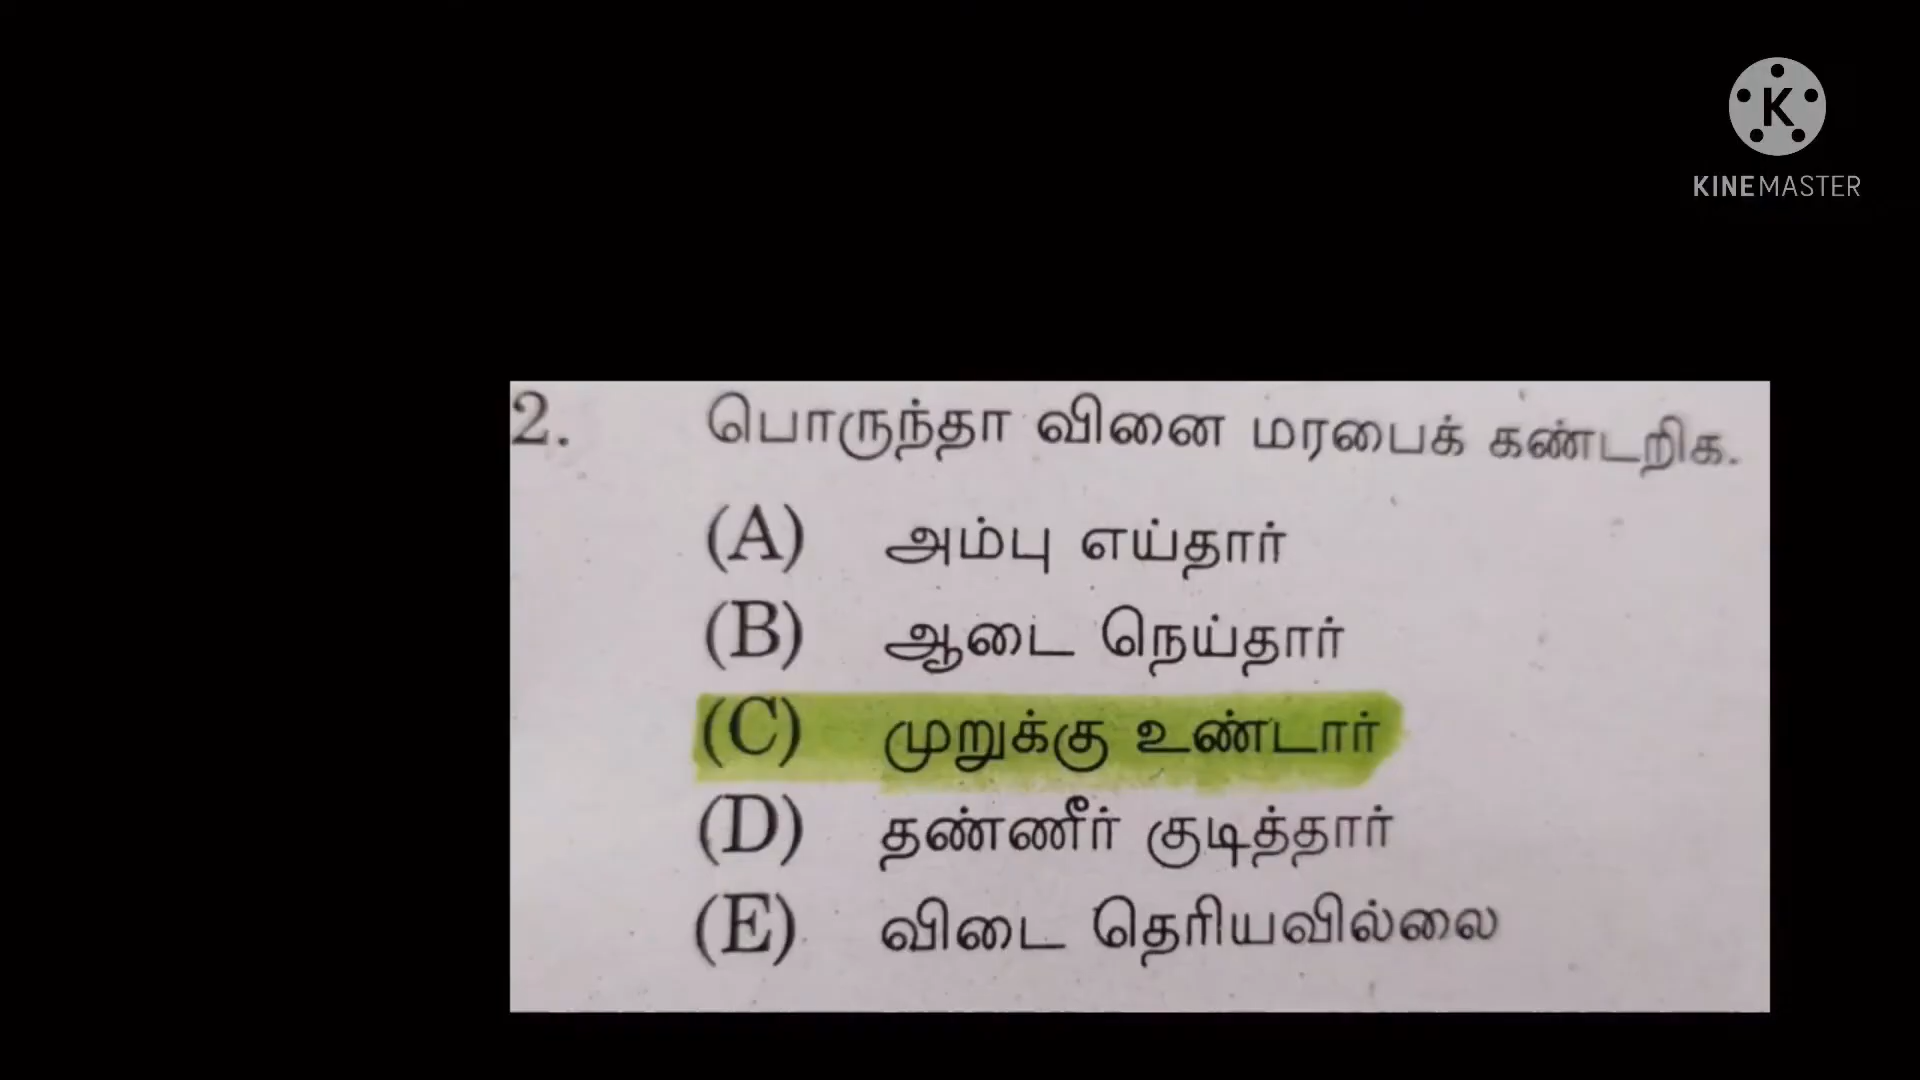 K
KINEMASTER
2. பொருந்தா வினை மரபைக் கண்டறிக.
(A) அம்பு எய்தார்
(B) ஆடை நெய்தார்
(C) முறுக்கு உண்டார்
(D) தண்ணீர் குடித்தார்
(E) விடை தெரியவில்லை